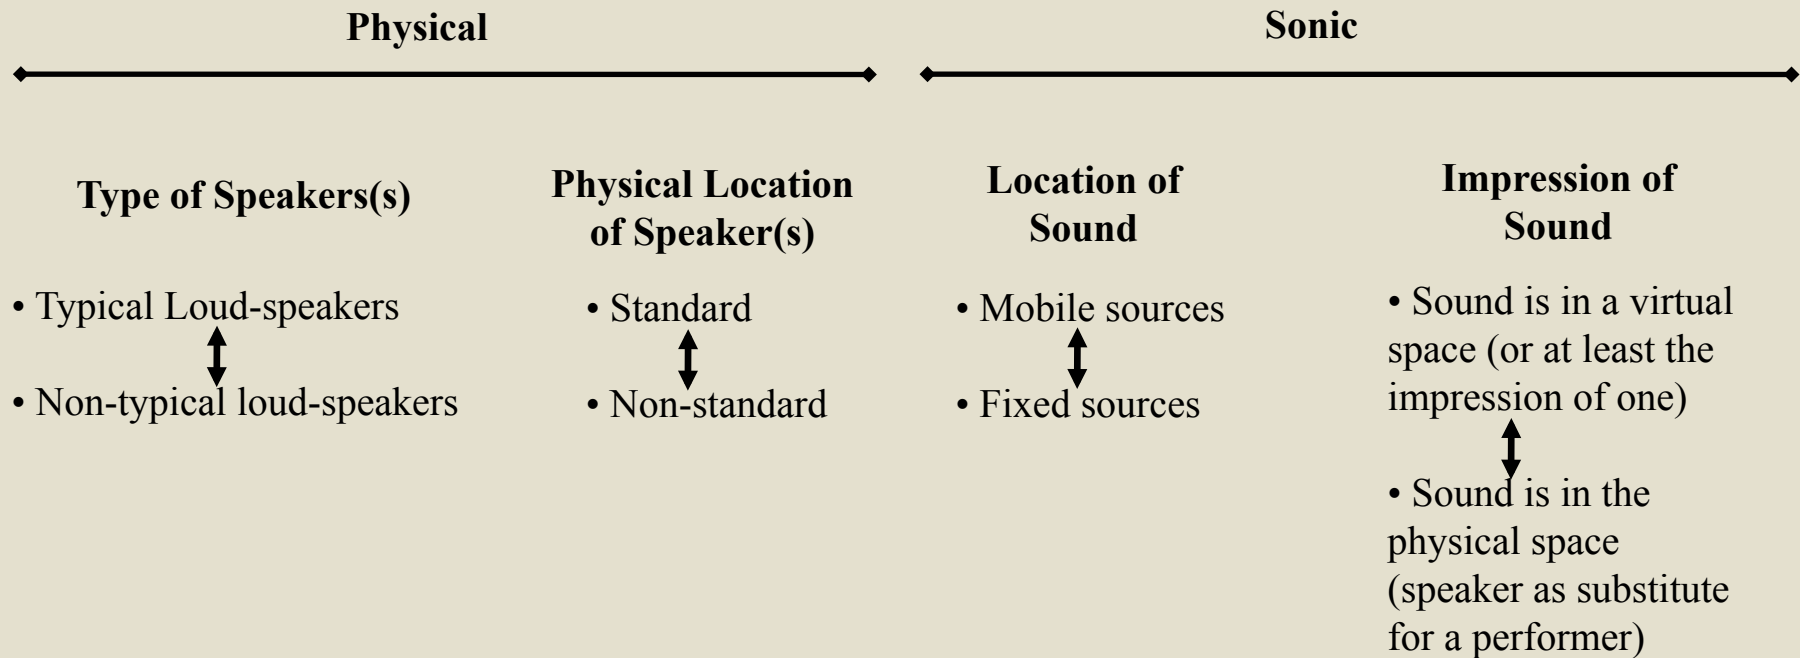 Physical
Sonic
Type of Speakers(s)
Physical Location
of Speaker(s)
Location of
Sound
Impression of
Sound
• Typical Loud-speakers
• Non-typical loud-speakers
• Standard
• Non-standard
• Mobile sources
• Fixed sources
• Sound is in a virtual
space (or at least the
impression of one)
• Sound is in the
physical space
(speaker as substitute
for a performer)